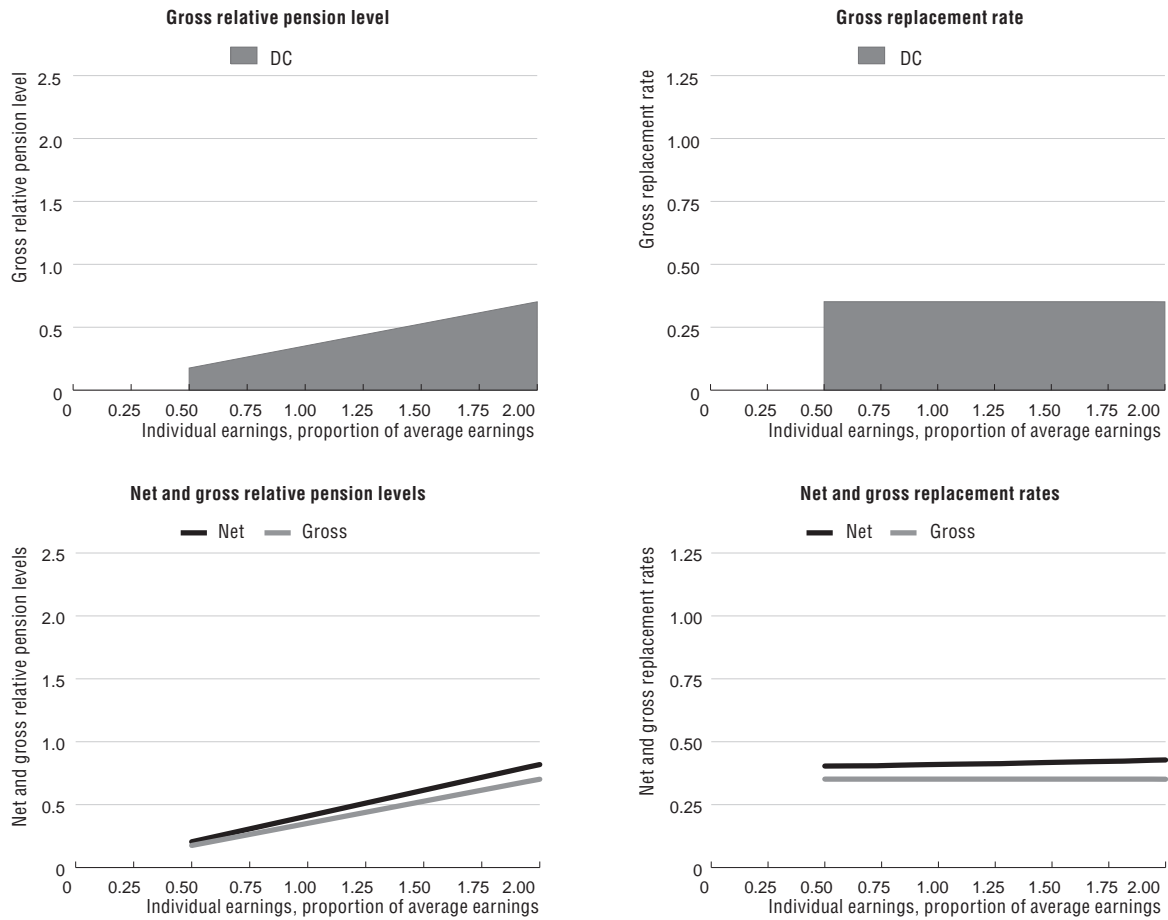 Gross relative pension level
DC
Gross relative pension level
2.5
2.0
1.5
1.0
0.5
0
0 0.25 0.50 0.75 1.00 1.25 1.50 1.75 2.00
Individual earnings, proportion of average earnings
Gross replacement rate
DC
Gross replacement rate
1.25
1.00
0.75
0.50
0.25
0
0 0.25 0.50 0.75 1.00 1.25 1.50 1.75 2.00
Individual earnings, proportion of average earnings
Net and gross relative pension levels
Net Gross
Net and gross relative pension levels
2.5
2.0
1.5
1.0
0.5
0
0 0.25 0.50 0.75 1.00 1.25 1.50 1.75 2.00
Individual earnings, proportion of average earnings
Net and gross replacement rates
Net Gross
Net and gross replacement rates
1.25
1.00
0.75
0.50
0.25
0
0 0.25 0.50 0.75 1.00 1.25 1.50 1.75 2.00
Individual earnings, proportion of average earnings